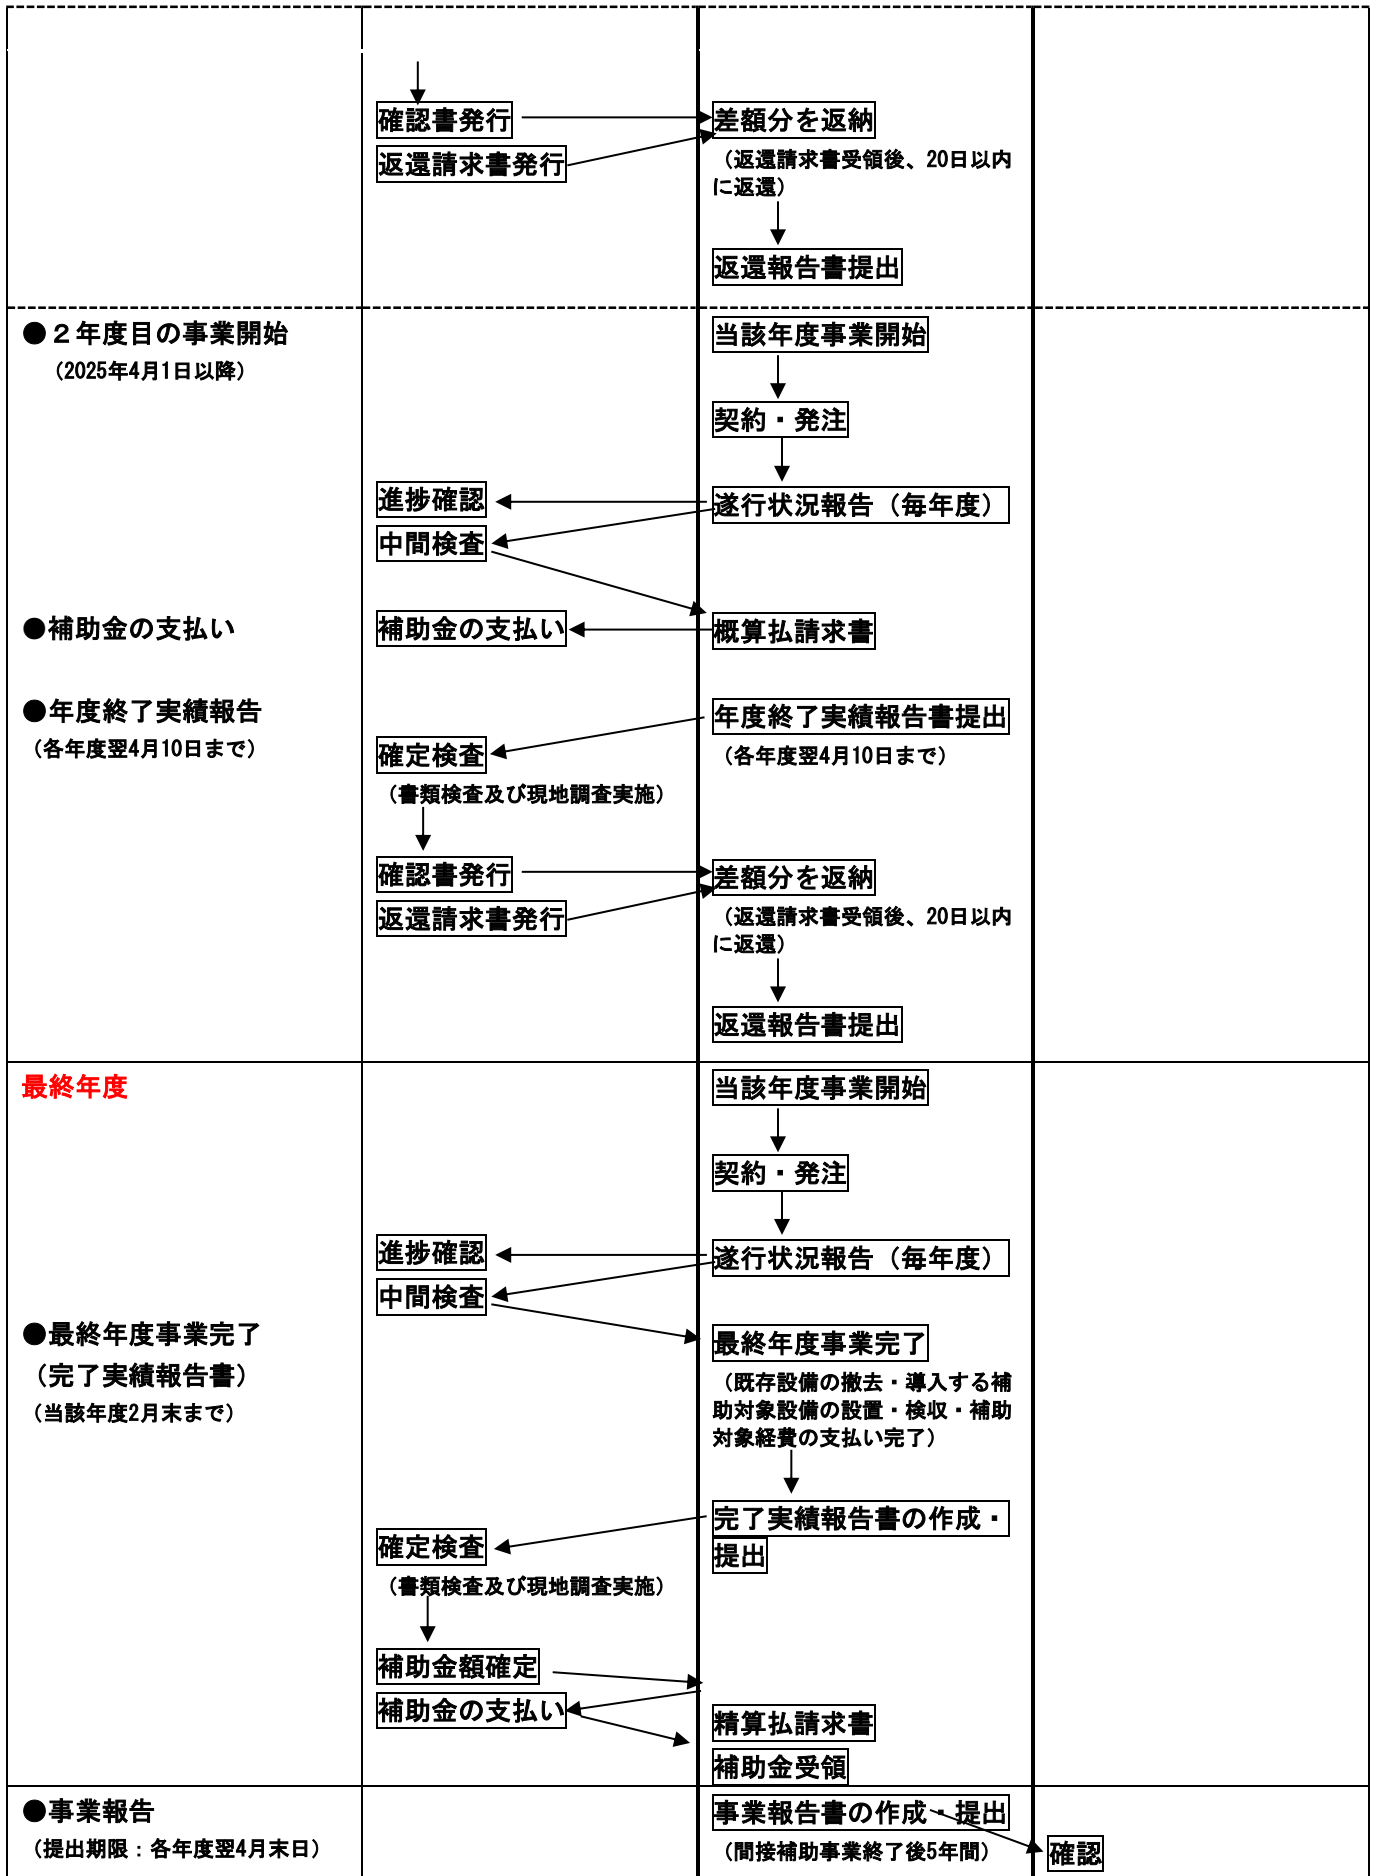 確認書発行
差額分を返納
返還請求書発行
（返還請求書受領後、20日以内
に返還）
返還報告書提出
●２年度目の事業開始
（2025年4月1日以降）
当該年度事業開始
契約・発注
進捗確認
遂行状況報告（毎年度）
中間検査
●補助金の支払い
補助金の支払い
概算払請求書
●年度終了実績報告
（各年度翌4月10日まで）
年度終了実績報告書提出
（各年度翌4月10日まで）
確定検査
（書類検査及び現地調査実施）
確認書発行
差額分を返納
返還請求書発行
（返還請求書受領後、20日以内
に返還）
返還報告書提出
最終年度
当該年度事業開始
契約・発注
進捗確認
遂行状況報告（毎年度）
中間検査
●最終年度事業完了
（完了実績報告書）
（当該年度2月末まで）
最終年度事業完了
（既存設備の撤去・導入する補
助対象設備の設置・検収・補助
対象経費の支払い完了）
完了実績報告書の作成・
提出
確定検査
（書類検査及び現地調査実施）
補助金額確定
補助金の支払い
精算払請求書
補助金受領
●事業報告
（提出期限：各年度翌4月末日）
事業報告書の作成・提出
（間接補助事業終了後5年間）
確認